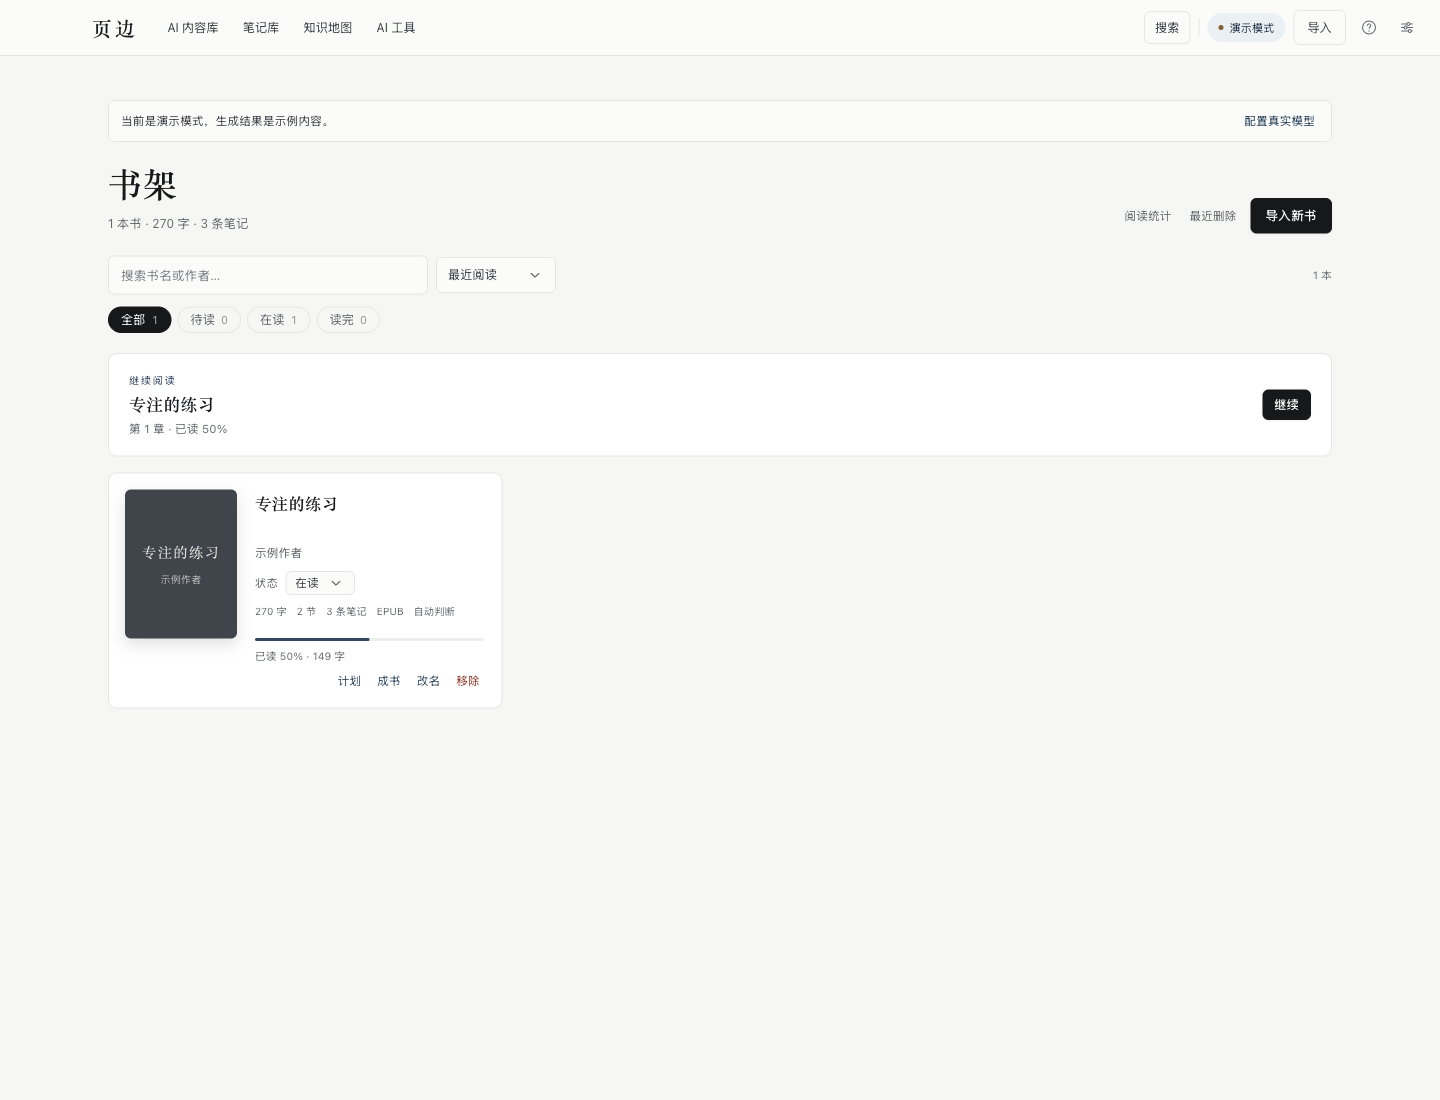 页边 AI 内容库 笔记库 知识地图 AI 工具 搜索 演示模式 导入
当前是演示模式，生成结果是示例内容。 配置真实模型
书架
1 本书 · 270 字 · 3 条笔记
阅读统计 最近删除 导入新书
搜索书名或作者... 最近阅读 1 本
全部 1 待读 0 在读 1 读完 0
继续阅读
专注的练习
第 1 章 · 已读 50%
继续
专注的练习
示例作者
专注的练习
示例作者
状态 在读
270 字 2 节 3 条笔记 EPUB 自动判断
已读 50% · 149 字
计划 成书 改名 移除